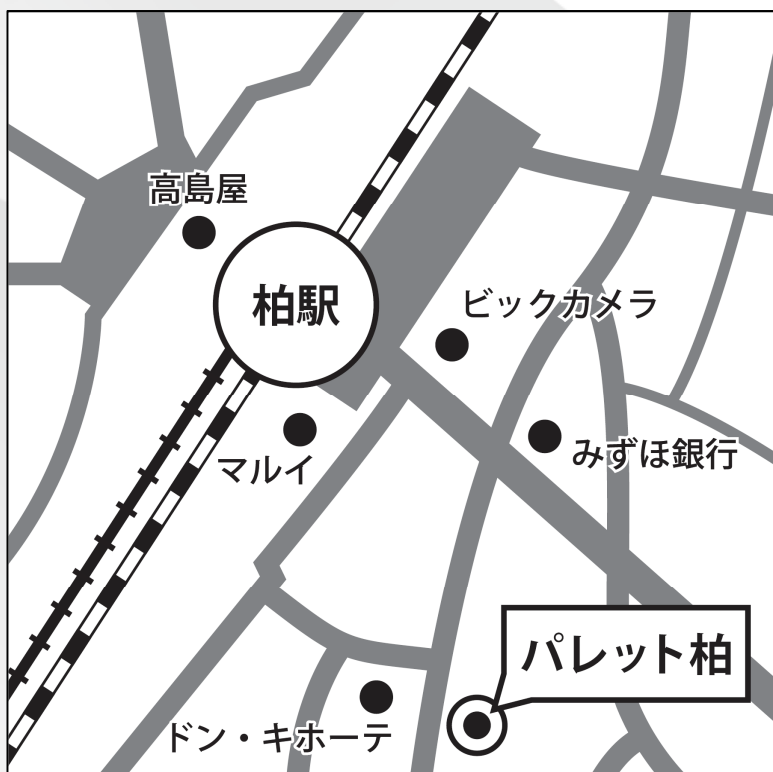 高島屋
柏駅
ビックカメラ
マルイ
みずほ銀行
パレット柏
ドン・キホーテ